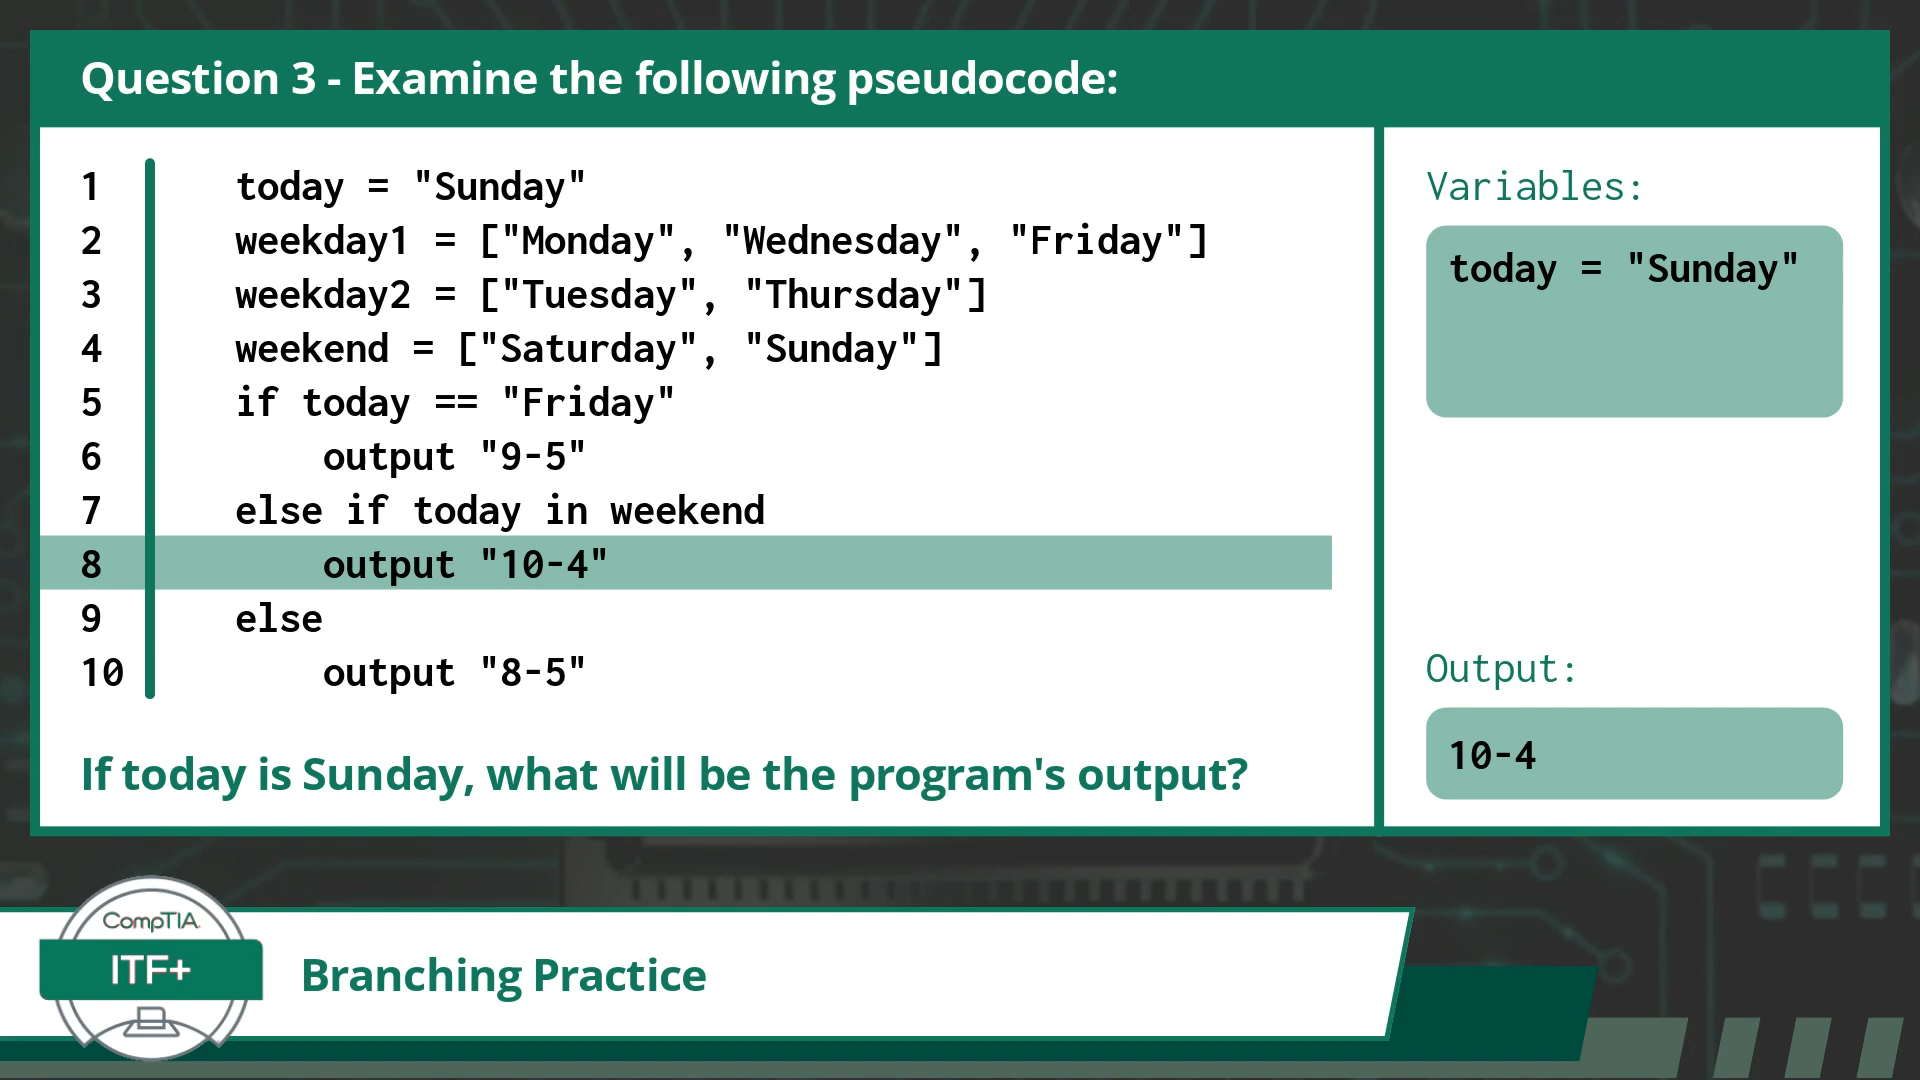 Question 3 - Examine the following pseudocode:
1 today = "Sunday"
2 weekday1 = ["Monday", "Wednesday", "Friday"]
3 weekday2 = ["Tuesday", "Thursday"]
4 weekend = ["Saturday", "Sunday"]
5 if today == "Friday"
6 output "9-5"
7 else if today in weekend
8 output "10-4"
9 else
10 output "8-5"
If today is Sunday, what will be the program's output?
Variables:
today = "Sunday"
Output:
10-4
CompTIA
ITF+
Branching Practice